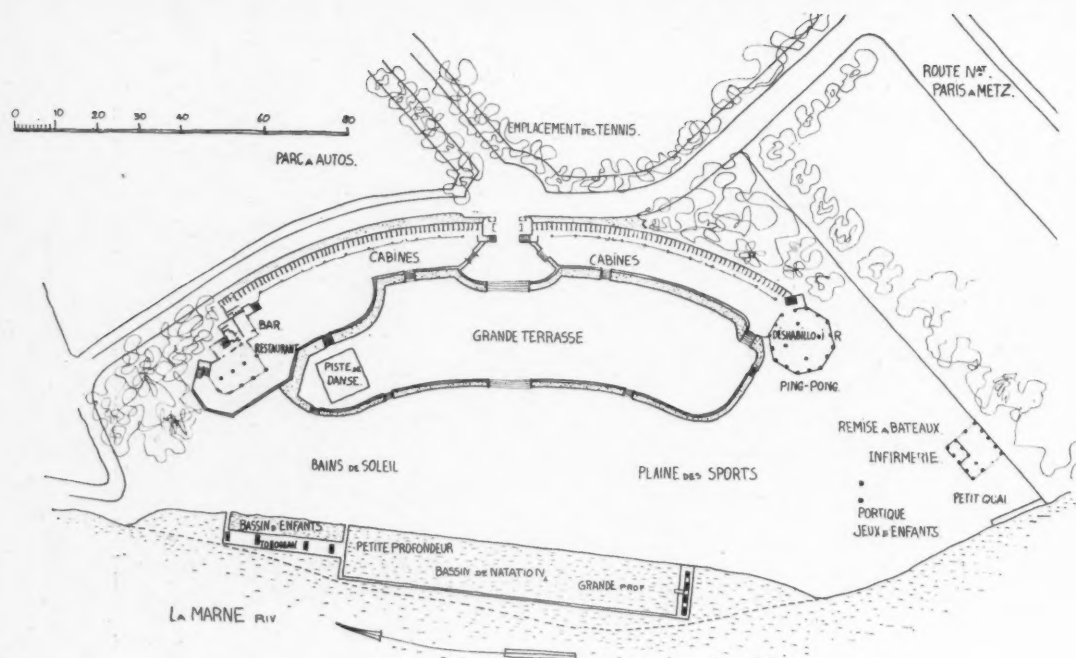 ROUTE NAT.
PARIS A METZ.
0 10 20 40 60 80
EMPLACEMENT DES TENNIS.
PARC A AUTOS.
CABINES
CABINES
BAR
RESTAURANT
GRANDE TERRASSE
DÉSHABILLOIR
PISTE DE
DANSE.
PING-PONG.
REMISE A BATEAUX.
INFIRMERIE.
BAINS DE SOLEIL
PLAINE DES SPORTS
PETIT QUAI
PORTIQUE
JEUX D'ENFANTS
BASSIN D'ENFANTS
TOBOGGAN
PETITE PROFONDEUR
BASSIN DE NATATION
GRANDE PROF
LA MARNE RIV